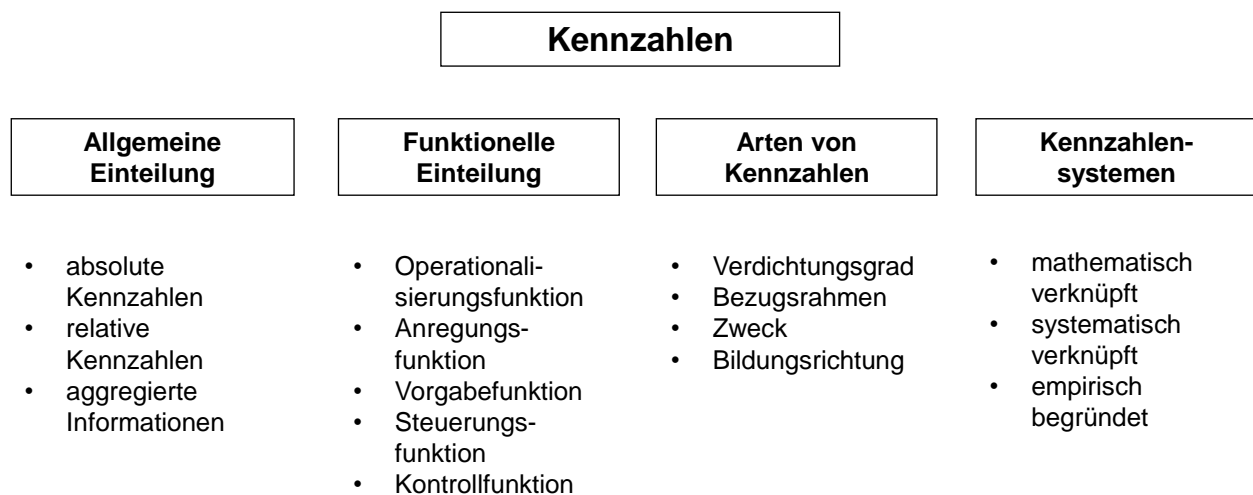 Kennzahlen
Allgemeine
Einteilung
Funktionelle
Einteilung
Arten von
Kennzahlen
Kennzahlen-
systemen
• absolute
Kennzahlen
• relative
Kennzahlen
• aggregierte
Informationen
• Operationali-
sierungsfunktion
• Anregungs-
funktion
• Vorgabefunktion
• Steuerungs-
funktion
• Kontrollfunktion
• Verdichtungsgrad
• Bezugsrahmen
• Zweck
• Bildungsrichtung
• mathematisch
verknüpft
• systematisch
verknüpft
• empirisch
begründet